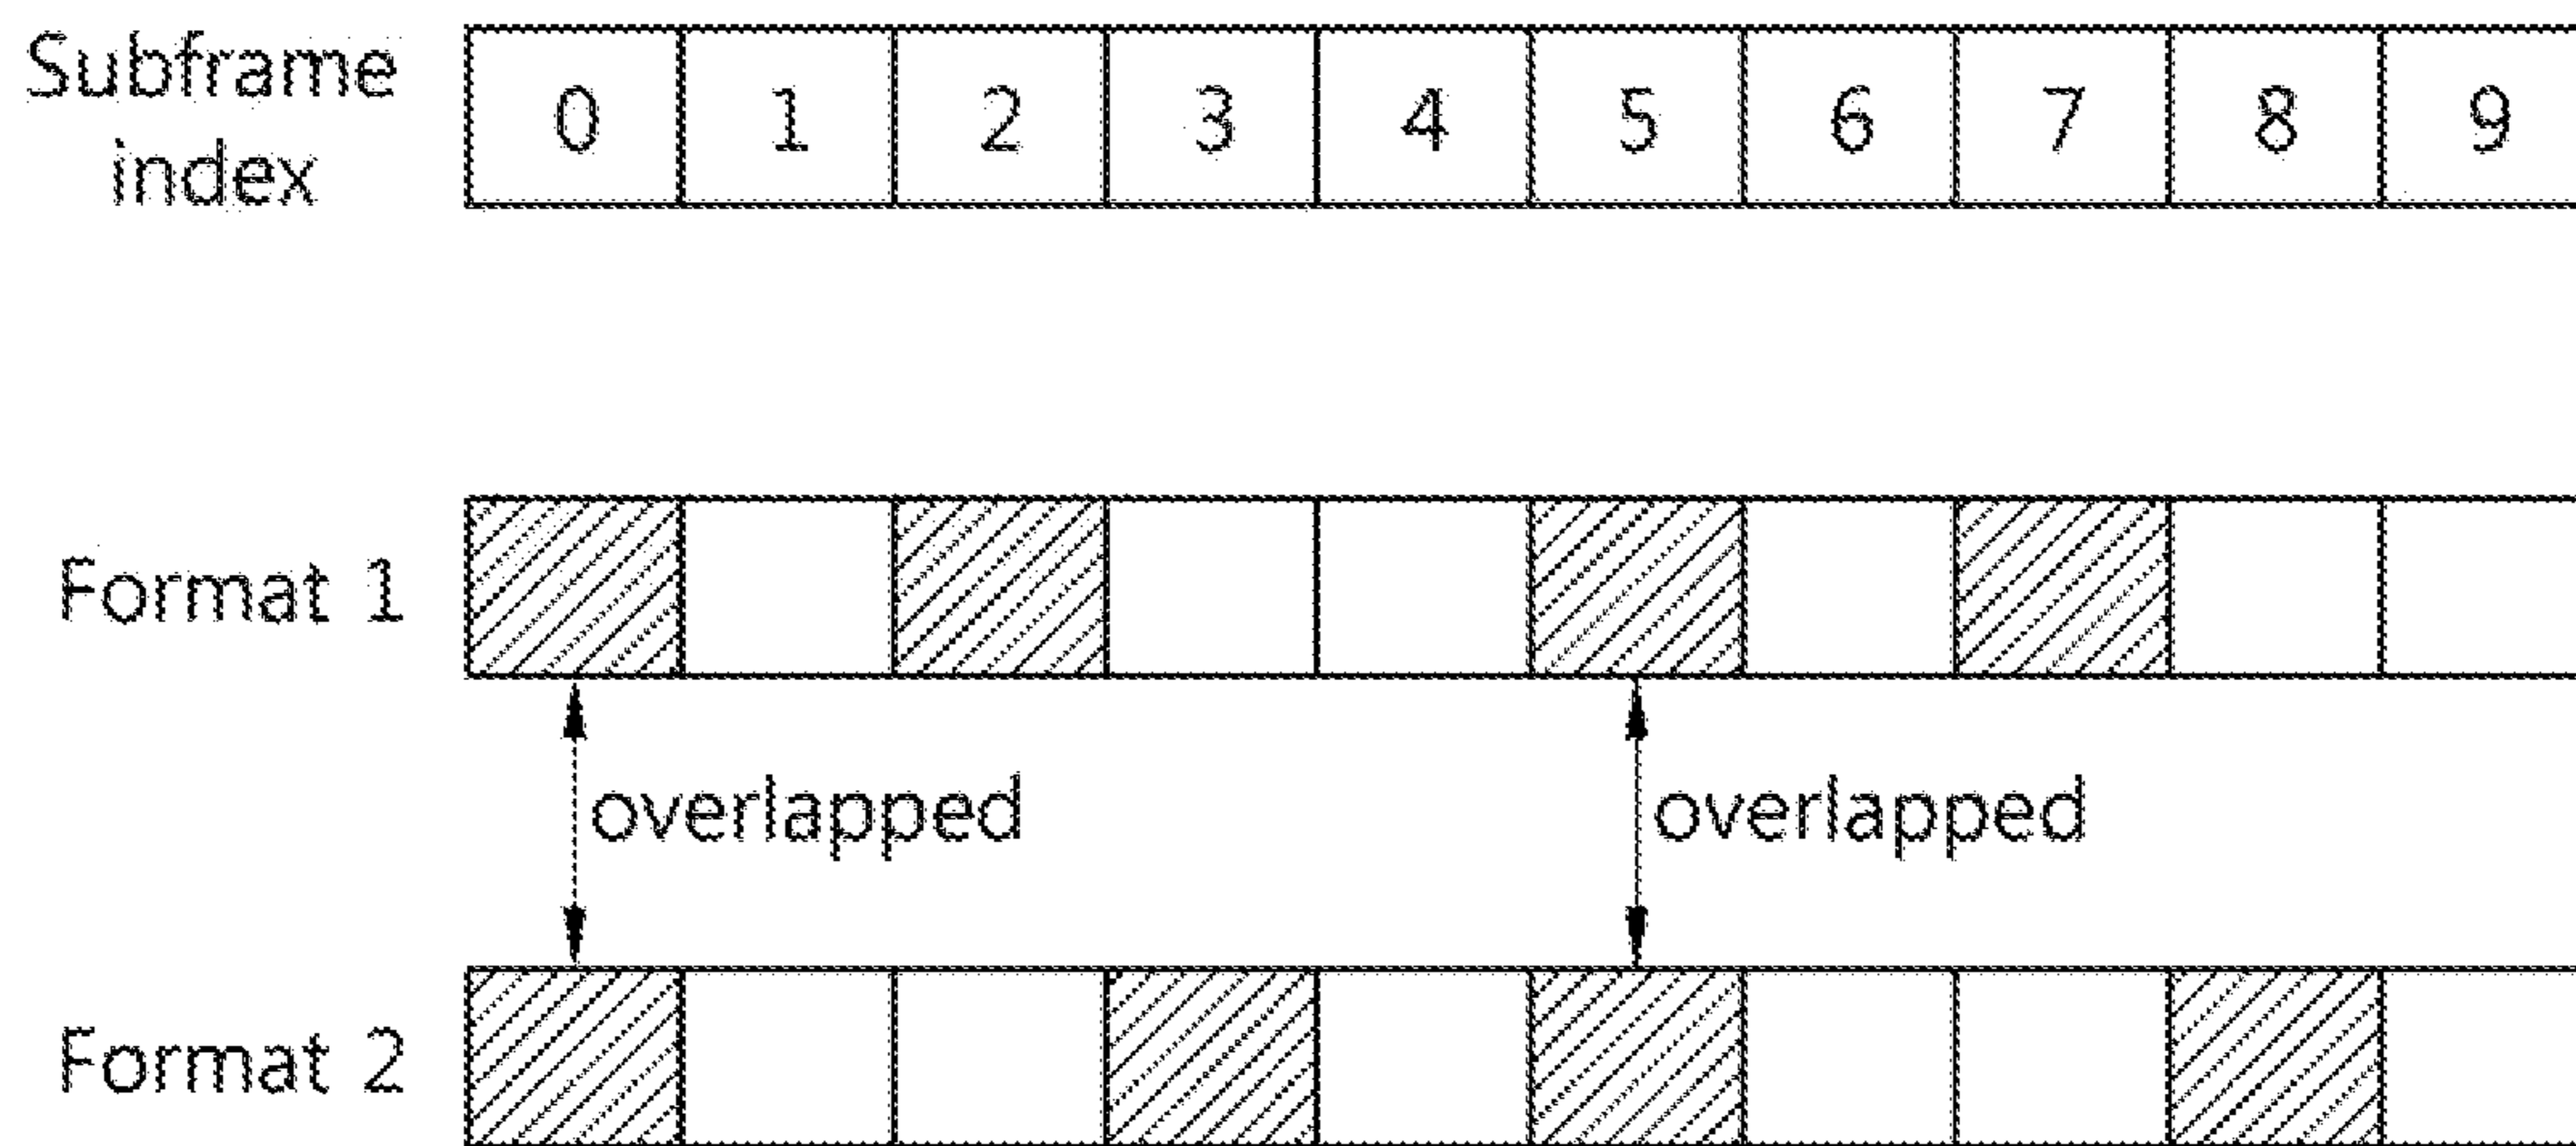 Subframe
index
0 1 2 3 4 5 6 7 8 9
Format 1
overlapped overlapped
Format 2